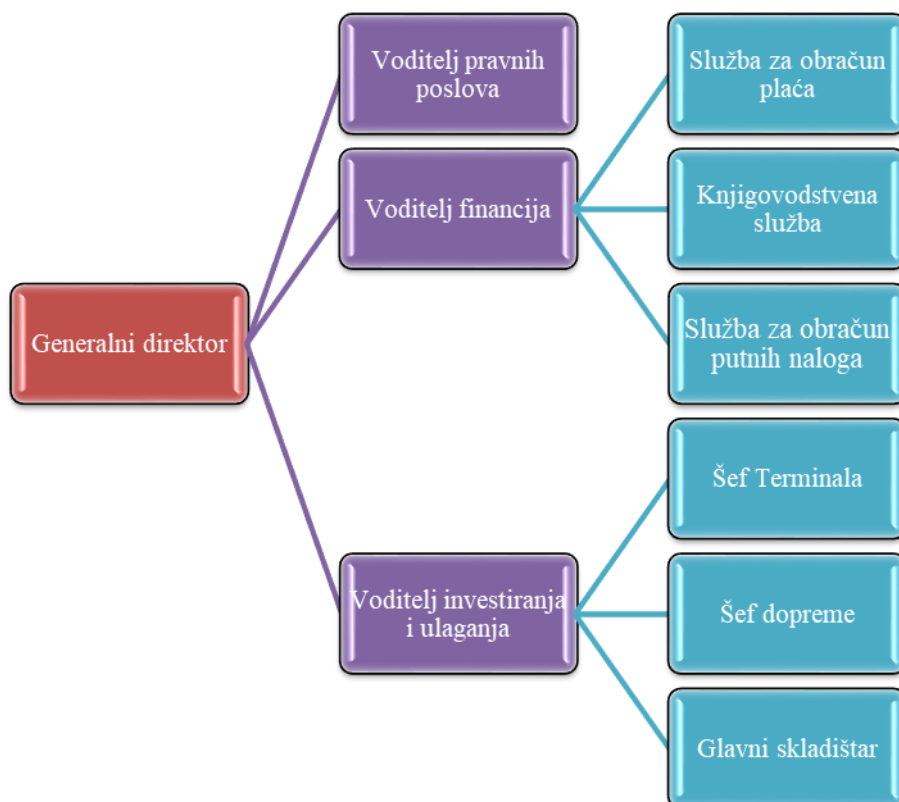 Generalni direktor
Voditelj pravnih
poslova
Voditelj financija
Služba za obračun
plaća
Knjigovodstvena
služba
Služba za obračun
putnih naloga
Voditelj investiranja
i ulaganja
Šef Terminala
Šef dopreme
Glavni skladištar